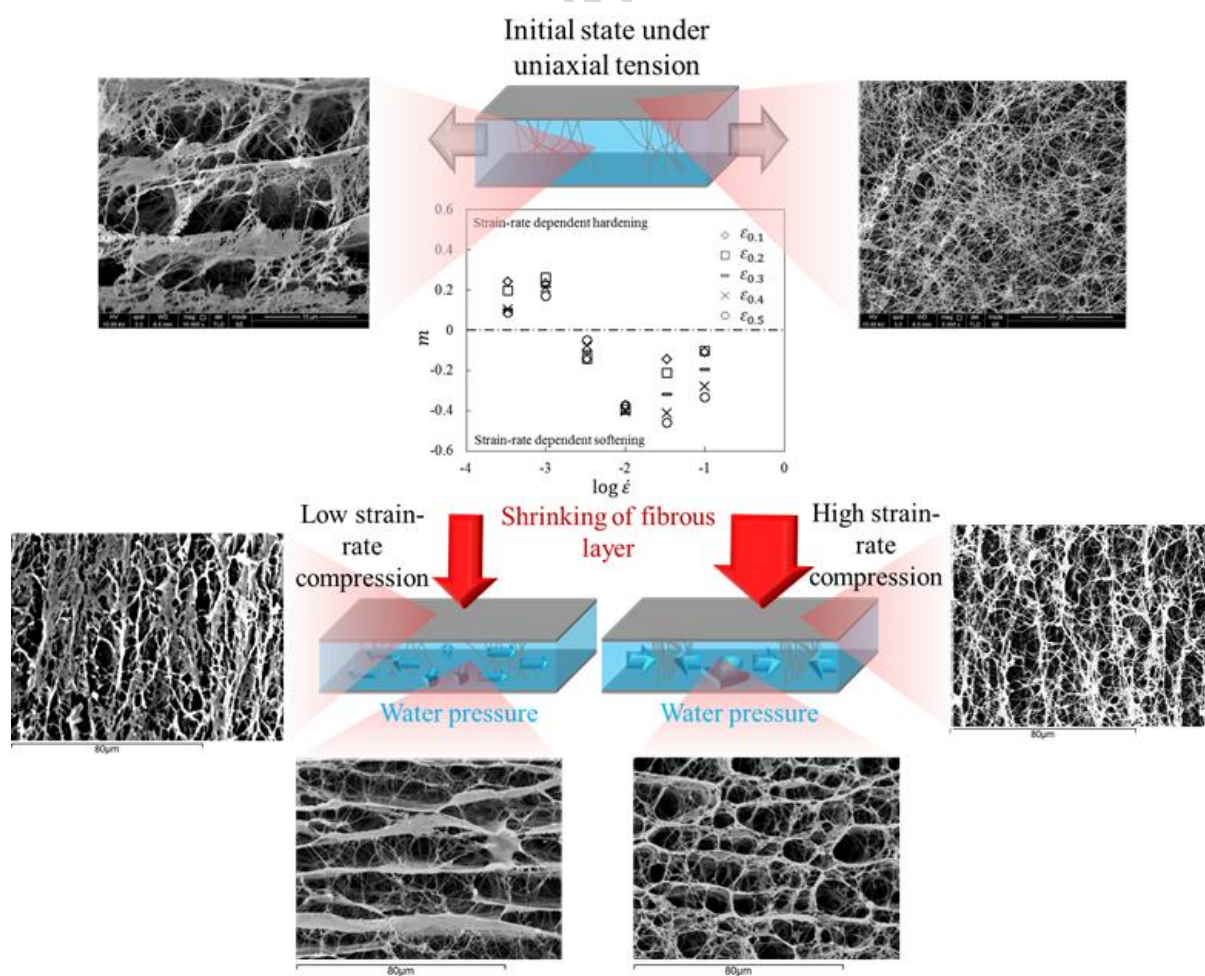 Initial state under
uniaxial tension
0.6
0.4
0.2
0
-0.2
-0.4
-0.6
m
Strain-rate dependent hardening
ε0.1
ε0.2
ε0.3
ε0.4
ε0.5
Strain-rate dependent softening
-4 -3 -2 -1 0
log ε̇
Low strain-
rate
compression
Shrinking of fibrous
layer
High strain-
rate
compression
Water pressure
Water pressure
80µm
80µm
80µm
80µm